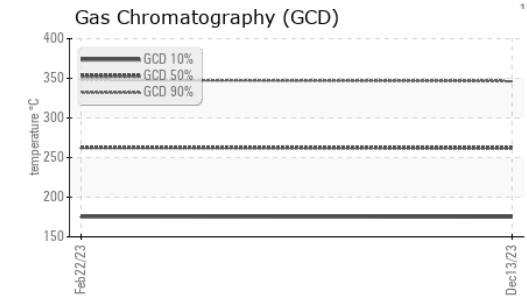 Gas Chromatography (GCD)
400
350
300
250
200
150
temperature °C
GCD 10%
GCD 50%
GCD 90%
Feb22/23
Dec13/23